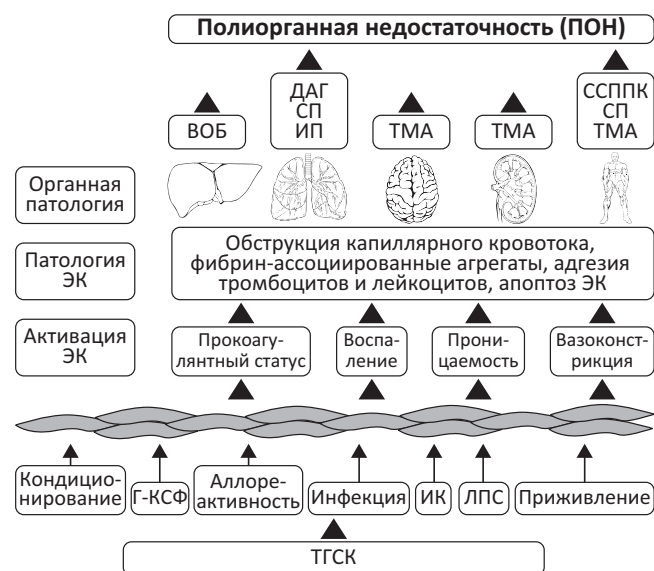 Полиорганная недостаточность (ПОН)
ВОБ
ДАГ
СП
ИП
ТМА
ТМА
ССППК
СП
ТМА
Органная
патология
Патология
ЭК
Обструкция капиллярного кровотока,
фибрин-ассоциированные агрегаты, адгезия
тромбоцитов и лейкоцитов, апоптоз ЭК
Активация
ЭК
Прокоагу-
лянтный статус
Воспа-
ление
Прони-
цаемость
Вазоконст-
рикция
Кондицио-
нирование
Г-КСФ
Аллоре-
активность
Инфекция
ИК
ЛПС
Приживление
ТГСК